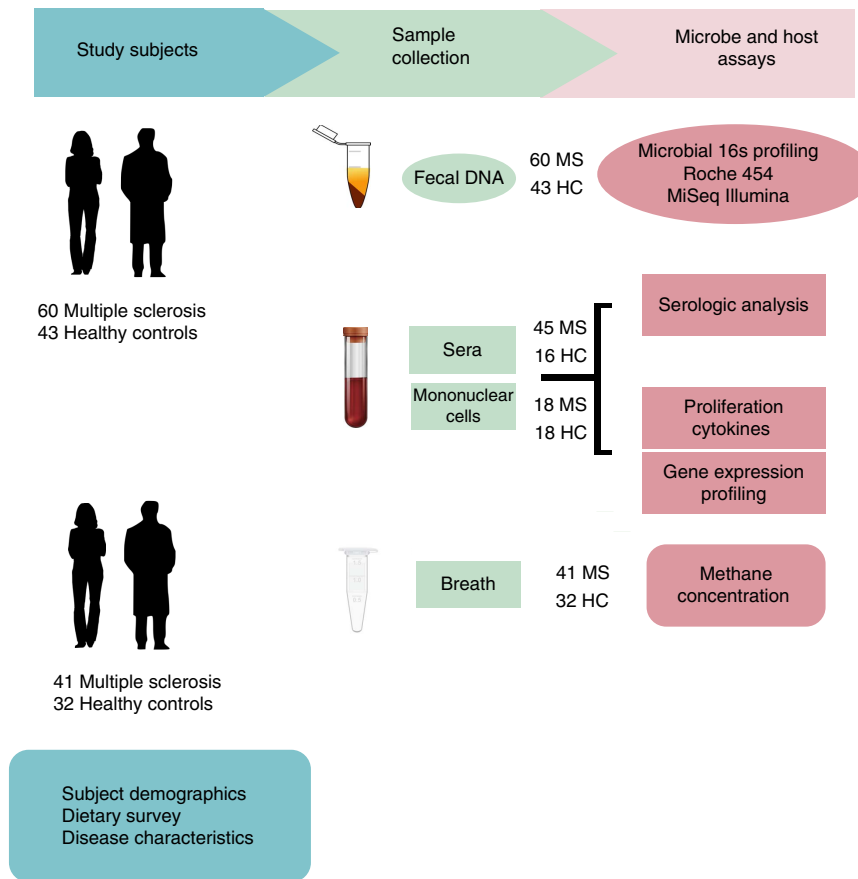 Study subjects
Sample
collection
Microbe and host
assays
60 Multiple sclerosis
43 Healthy controls
Fecal DNA
60 MS
43 HC
Microbial 16s profiling
Roche 454
MiSeq Illumina
Sera
45 MS
16 HC
Serologic analysis
Mononuclear
cells
18 MS
18 HC
Proliferation
cytokines
Gene expression
profiling
41 Multiple sclerosis
32 Healthy controls
Breath
41 MS
32 HC
Methane
concentration
Subject demographics
Dietary survey
Disease characteristics